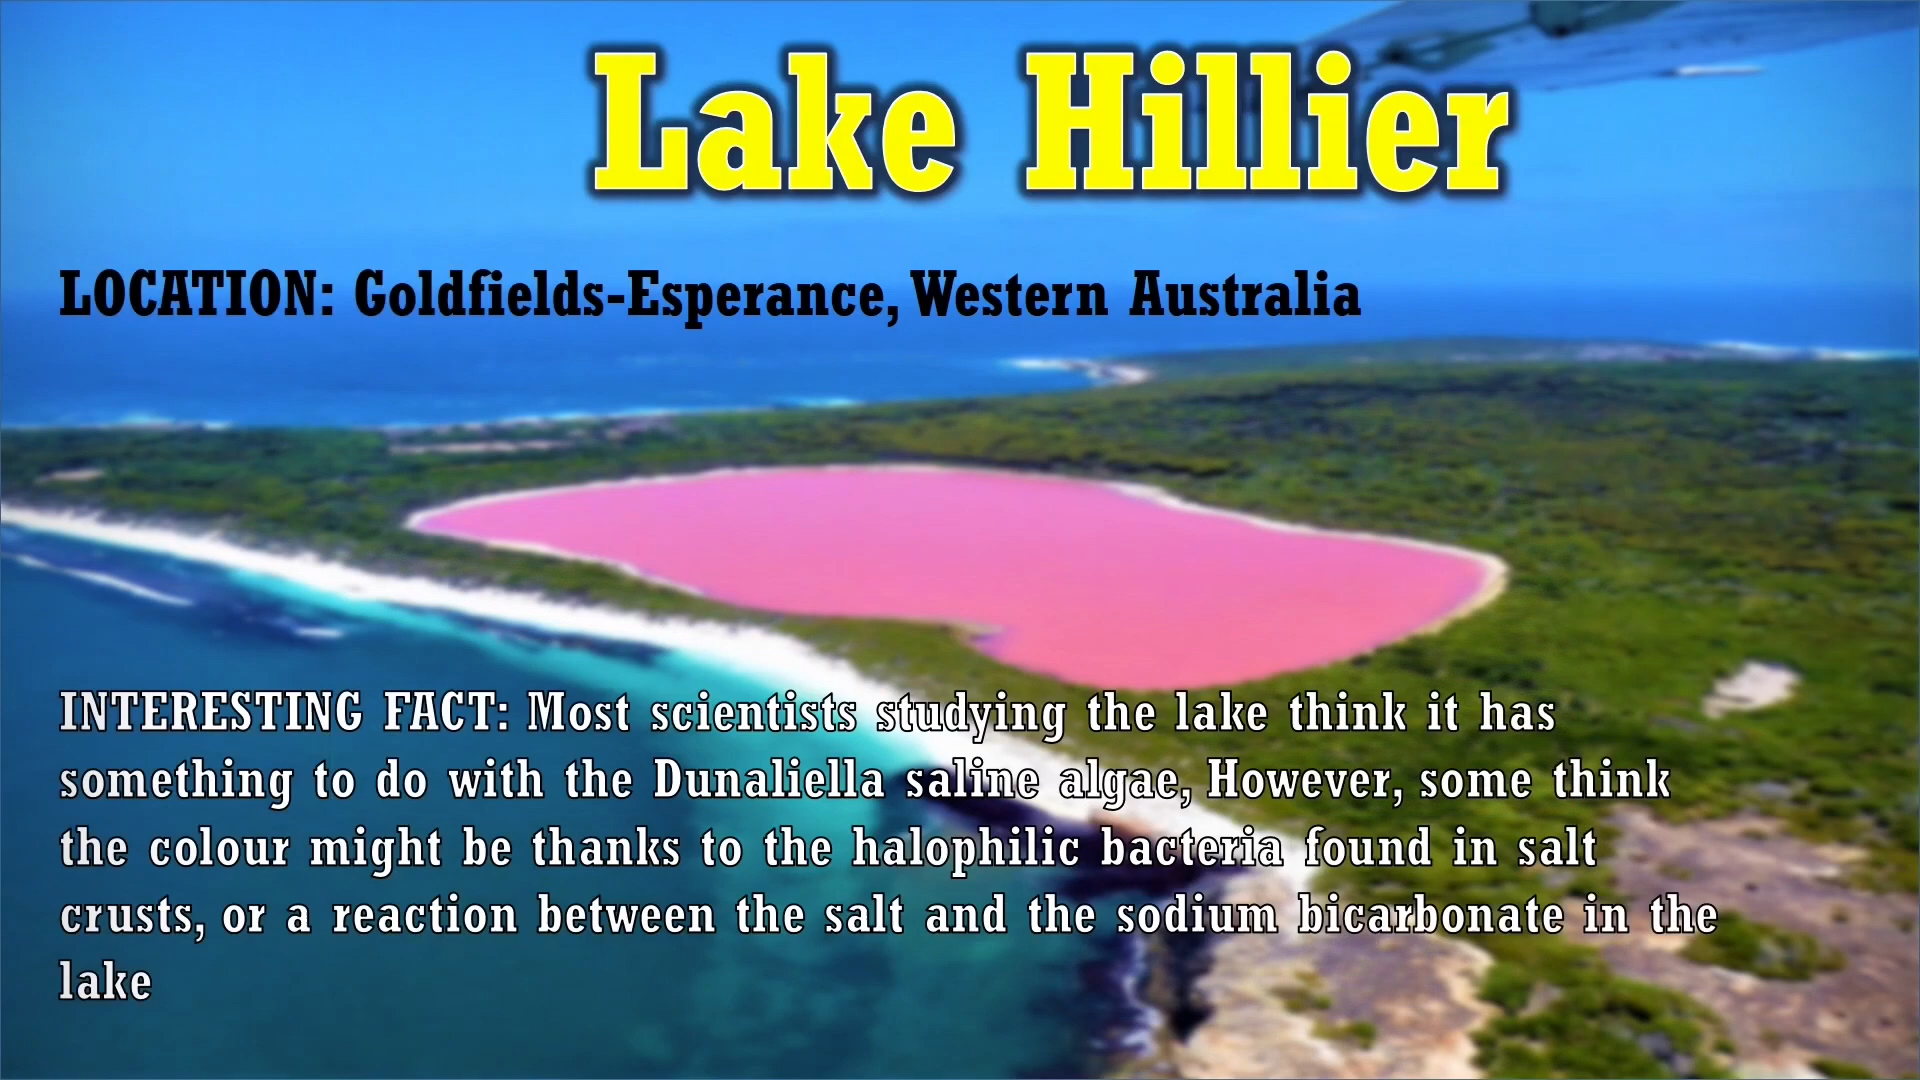 Lake Hillier
LOCATION: Goldfields-Esperance, Western Australia
INTERESTING FACT: Most scientists studying the lake think it has
something to do with the Dunaliella saline algae, However, some think
the colour might be thanks to the halophilic bacteria found in salt
crusts, or a reaction between the salt and the sodium bicarbonate in the
lake